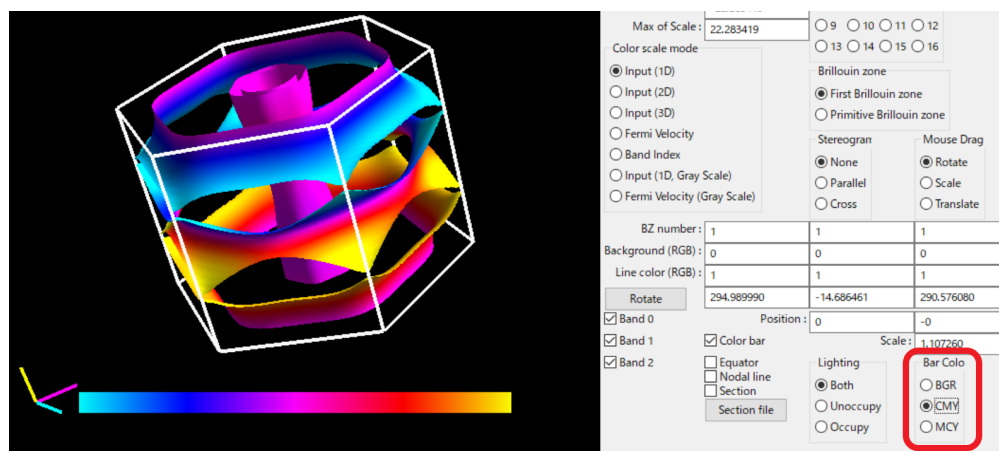 Max of Scale : 22.283419
9 10 11 12
13 14 15 16
Color scale mode
Input (1D)
Input (2D)
Input (3D)
Fermi Velocity
Band Index
Input (1D, Gray Scale)
Fermi Velocity (Gray Scale)
Brillouin zone
First Brillouin zone
Primitive Brillouin zone
Stereogran
None
Parallel
Cross
Mouse Drag
Rotate
Scale
Translate
BZ number : 1 1 1
Background (RGB) : 0 0 0
Line color (RGB) : 1 1 1
Rotate 294.989990 -14.686461 290.576080
Band 0 Position : 0 -0
Band 1 Color bar Scale : 1.107260
Band 2
Equator
Nodal line
Section
Section file
Lighting
Both
Unoccupy
Occupy
Bar Colo
BGR
CMY
MCY